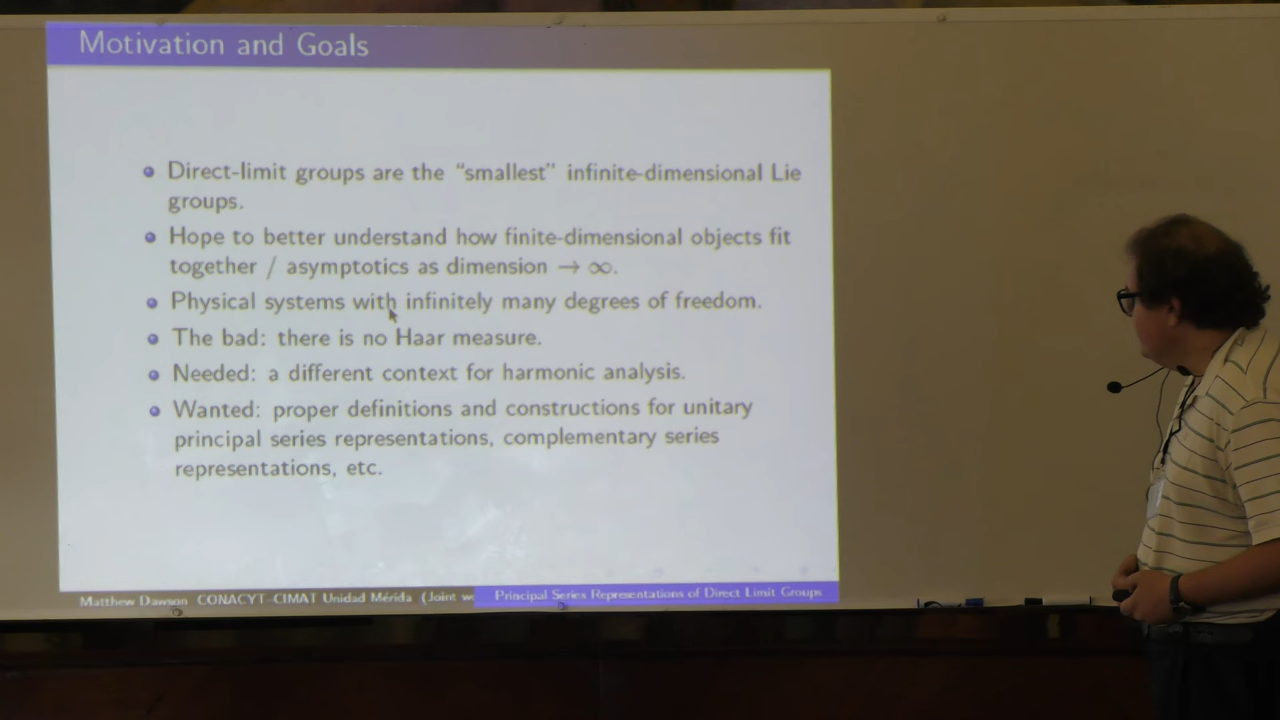 Motivation and Goals
Direct-limit groups are the "smallest" infinite-dimensional Lie
groups.
Hope to better understand how finite-dimensional objects fit
together / asymptotics as dimension → ∞.
Physical systems with infinitely many degrees of freedom.
The bad: there is no Haar measure.
Needed: a different context for harmonic analysis.
Wanted: proper definitions and constructions for unitary
principal series representations, complementary series
representations, etc.
Matthew Dawson CONACYT–CIMAT Unidad Mérida (Joint w
Principal Series Representations of Direct Limit Groups